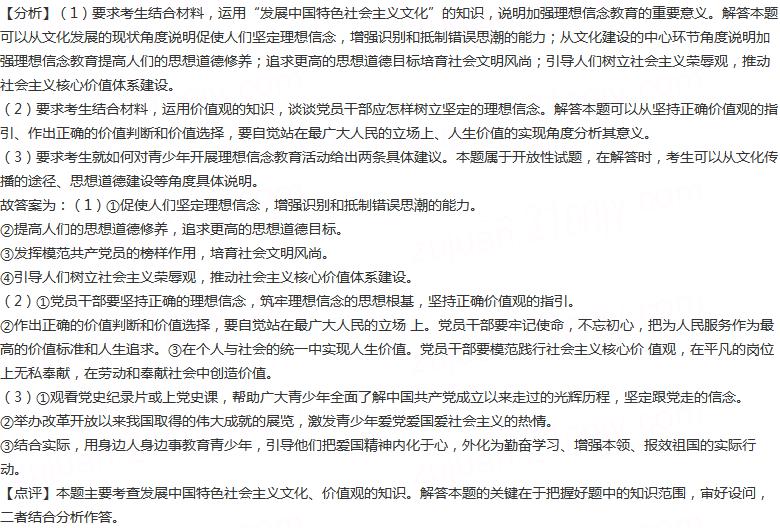 【分析】（1）要求考生结合材料，运用“发展中国特色社会主义文化”的知识，说明加强理想信念教育的重要意义。解答本题
可以从文化发展的现状角度说明促使人们坚定理想信念，增强识别和抵制错误思潮的能力；从文化建设的中心环节角度说明加
强理想信念教育提高人们的思想道德修养；追求更高的思想道德目标培育社会文明风尚；引导人们树立社会主义荣辱观，推动
社会主义核心价值体系建设。
（2）要求考生结合材料，运用价值观的知识，谈谈党员干部应怎样树立坚定的理想信念。解答本题可以从坚持正确价值观的指
引、作出正确的价值判断和价值选择，要自觉站在最广大人民的立场上、人生价值的实现角度分析其意义。
（3）要求考生就如何对青少年开展理想信念教育活动给出两条具体建议。本题属于开放性试题，在解答时，考生可以从文化传
播的途径、思想道德建设等角度具体说明。
故答案为：（1）①促使人们坚定理想信念，增强识别和抵制错误思潮的能力。
②提高人们的思想道德修养，追求更高的思想道德目标。
③发挥模范共产党员的榜样作用，培育社会文明风尚。
④引导人们树立社会主义荣辱观，推动社会主义核心价值体系建设。
（2）①党员干部要坚持正确的理想信念，筑牢理想信念的思想根基，坚持正确价值观的指引。
②作出正确的价值判断和价值选择，要自觉站在最广大人民的立场 上。党员干部要牢记使命，不忘初心，把为人民服务作为最
高的价值标准和人生追求。③在个人与社会的统一中实现人生价值。党员干部要模范践行社会主义核心价 值观，在平凡的岗位
上无私奉献，在劳动和奉献社会中创造价值。
（3）①观看党史纪录片或上党史课，帮助广大青少年全面了解中国共产党成立以来走过的光辉历程，坚定跟党走的信念。
②举办改革开放以来我国取得的伟大成就的展览，激发青少年爱党爱国爱社会主义的热情。
③结合实际，用身边人身边事教育青少年，引导他们把爱国精神内化于心，外化为勤奋学习、增强本领、报效祖国的实际行
动。
【点评】本题主要考查发展中国特色社会主义文化、价值观的知识。解答本题的关键在于把握好题中的知识范围，审好设问，
二者结合分析作答。